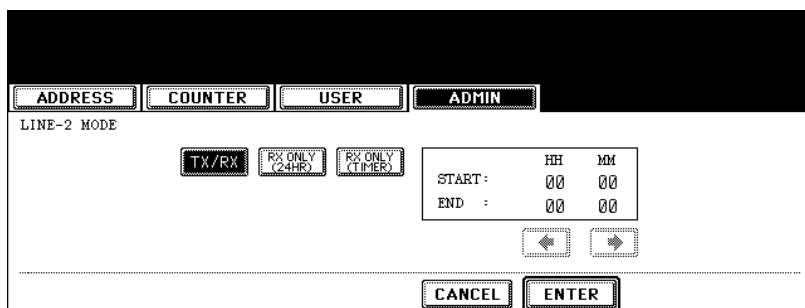 ADDRESS COUNTER USER ADMIN
LINE-2 MODE
TX/RX RX ONLY (24HR) RX ONLY (TIMER)
HH MM
START: 00 00
END : 00 00
CANCEL ENTER